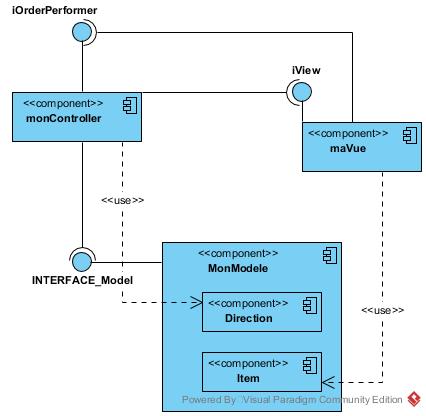 iOrderPerformer
iView
<<component>>
monController
<<component>>
maVue
<<use>>
<<component>>
MonModele
INTERFACE_Model
<<component>>
Direction
<<use>>
<<component>>
Item
Powered By Visual Paradigm Community Edition